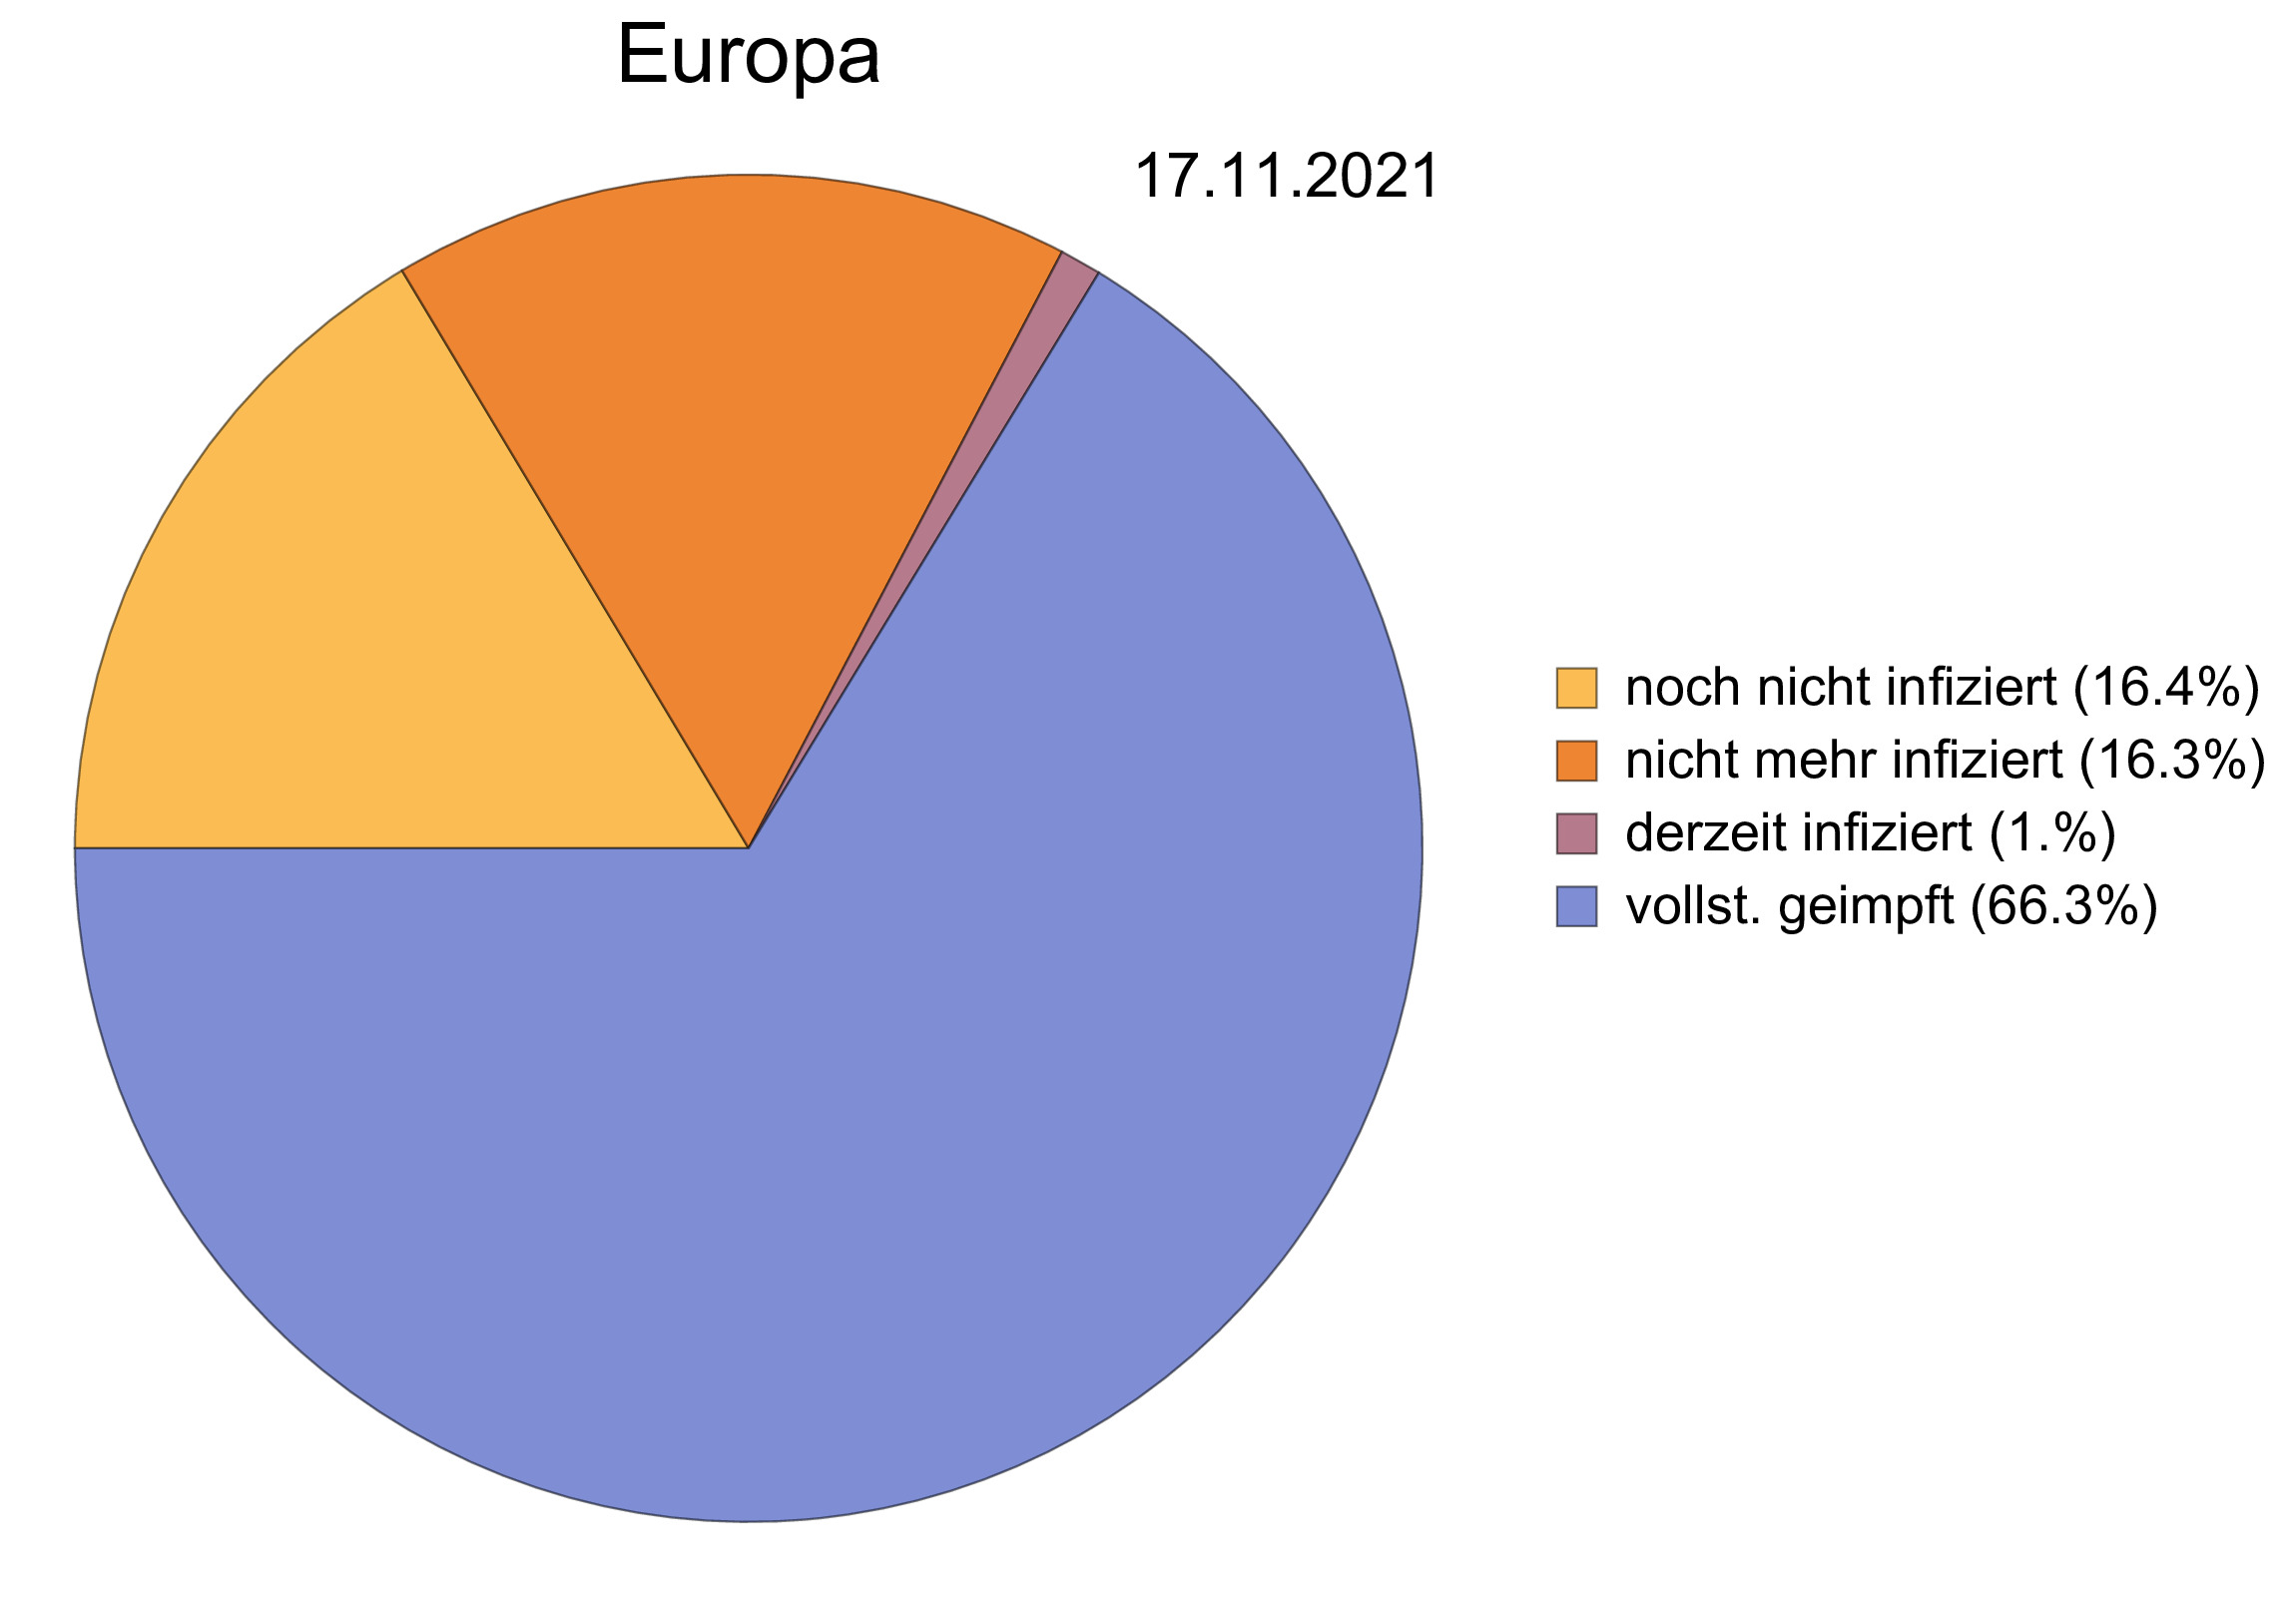 Europa
17.11.2021
noch nicht infiziert (16.4%)
nicht mehr infiziert (16.3%)
derzeit infiziert (1.%)
vollst. geimpft (66.3%)